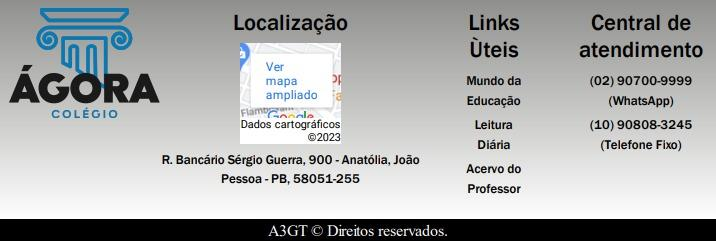 ÁGORA
COLÉGIO
Localização
Ver
mapa
ampliado
Google
Dados cartográficos
©2023
R. Bancário Sérgio Guerra, 900 - Anatólia, João
Pessoa - PB, 58051-255
Links
Ùteis
Mundo da
Educação
Leitura
Diária
Acervo do
Professor
Central de
atendimento
(02) 90700-9999
(WhatsApp)
(10) 90808-3245
(Telefone Fixo)
A3GT © Direitos reservados.